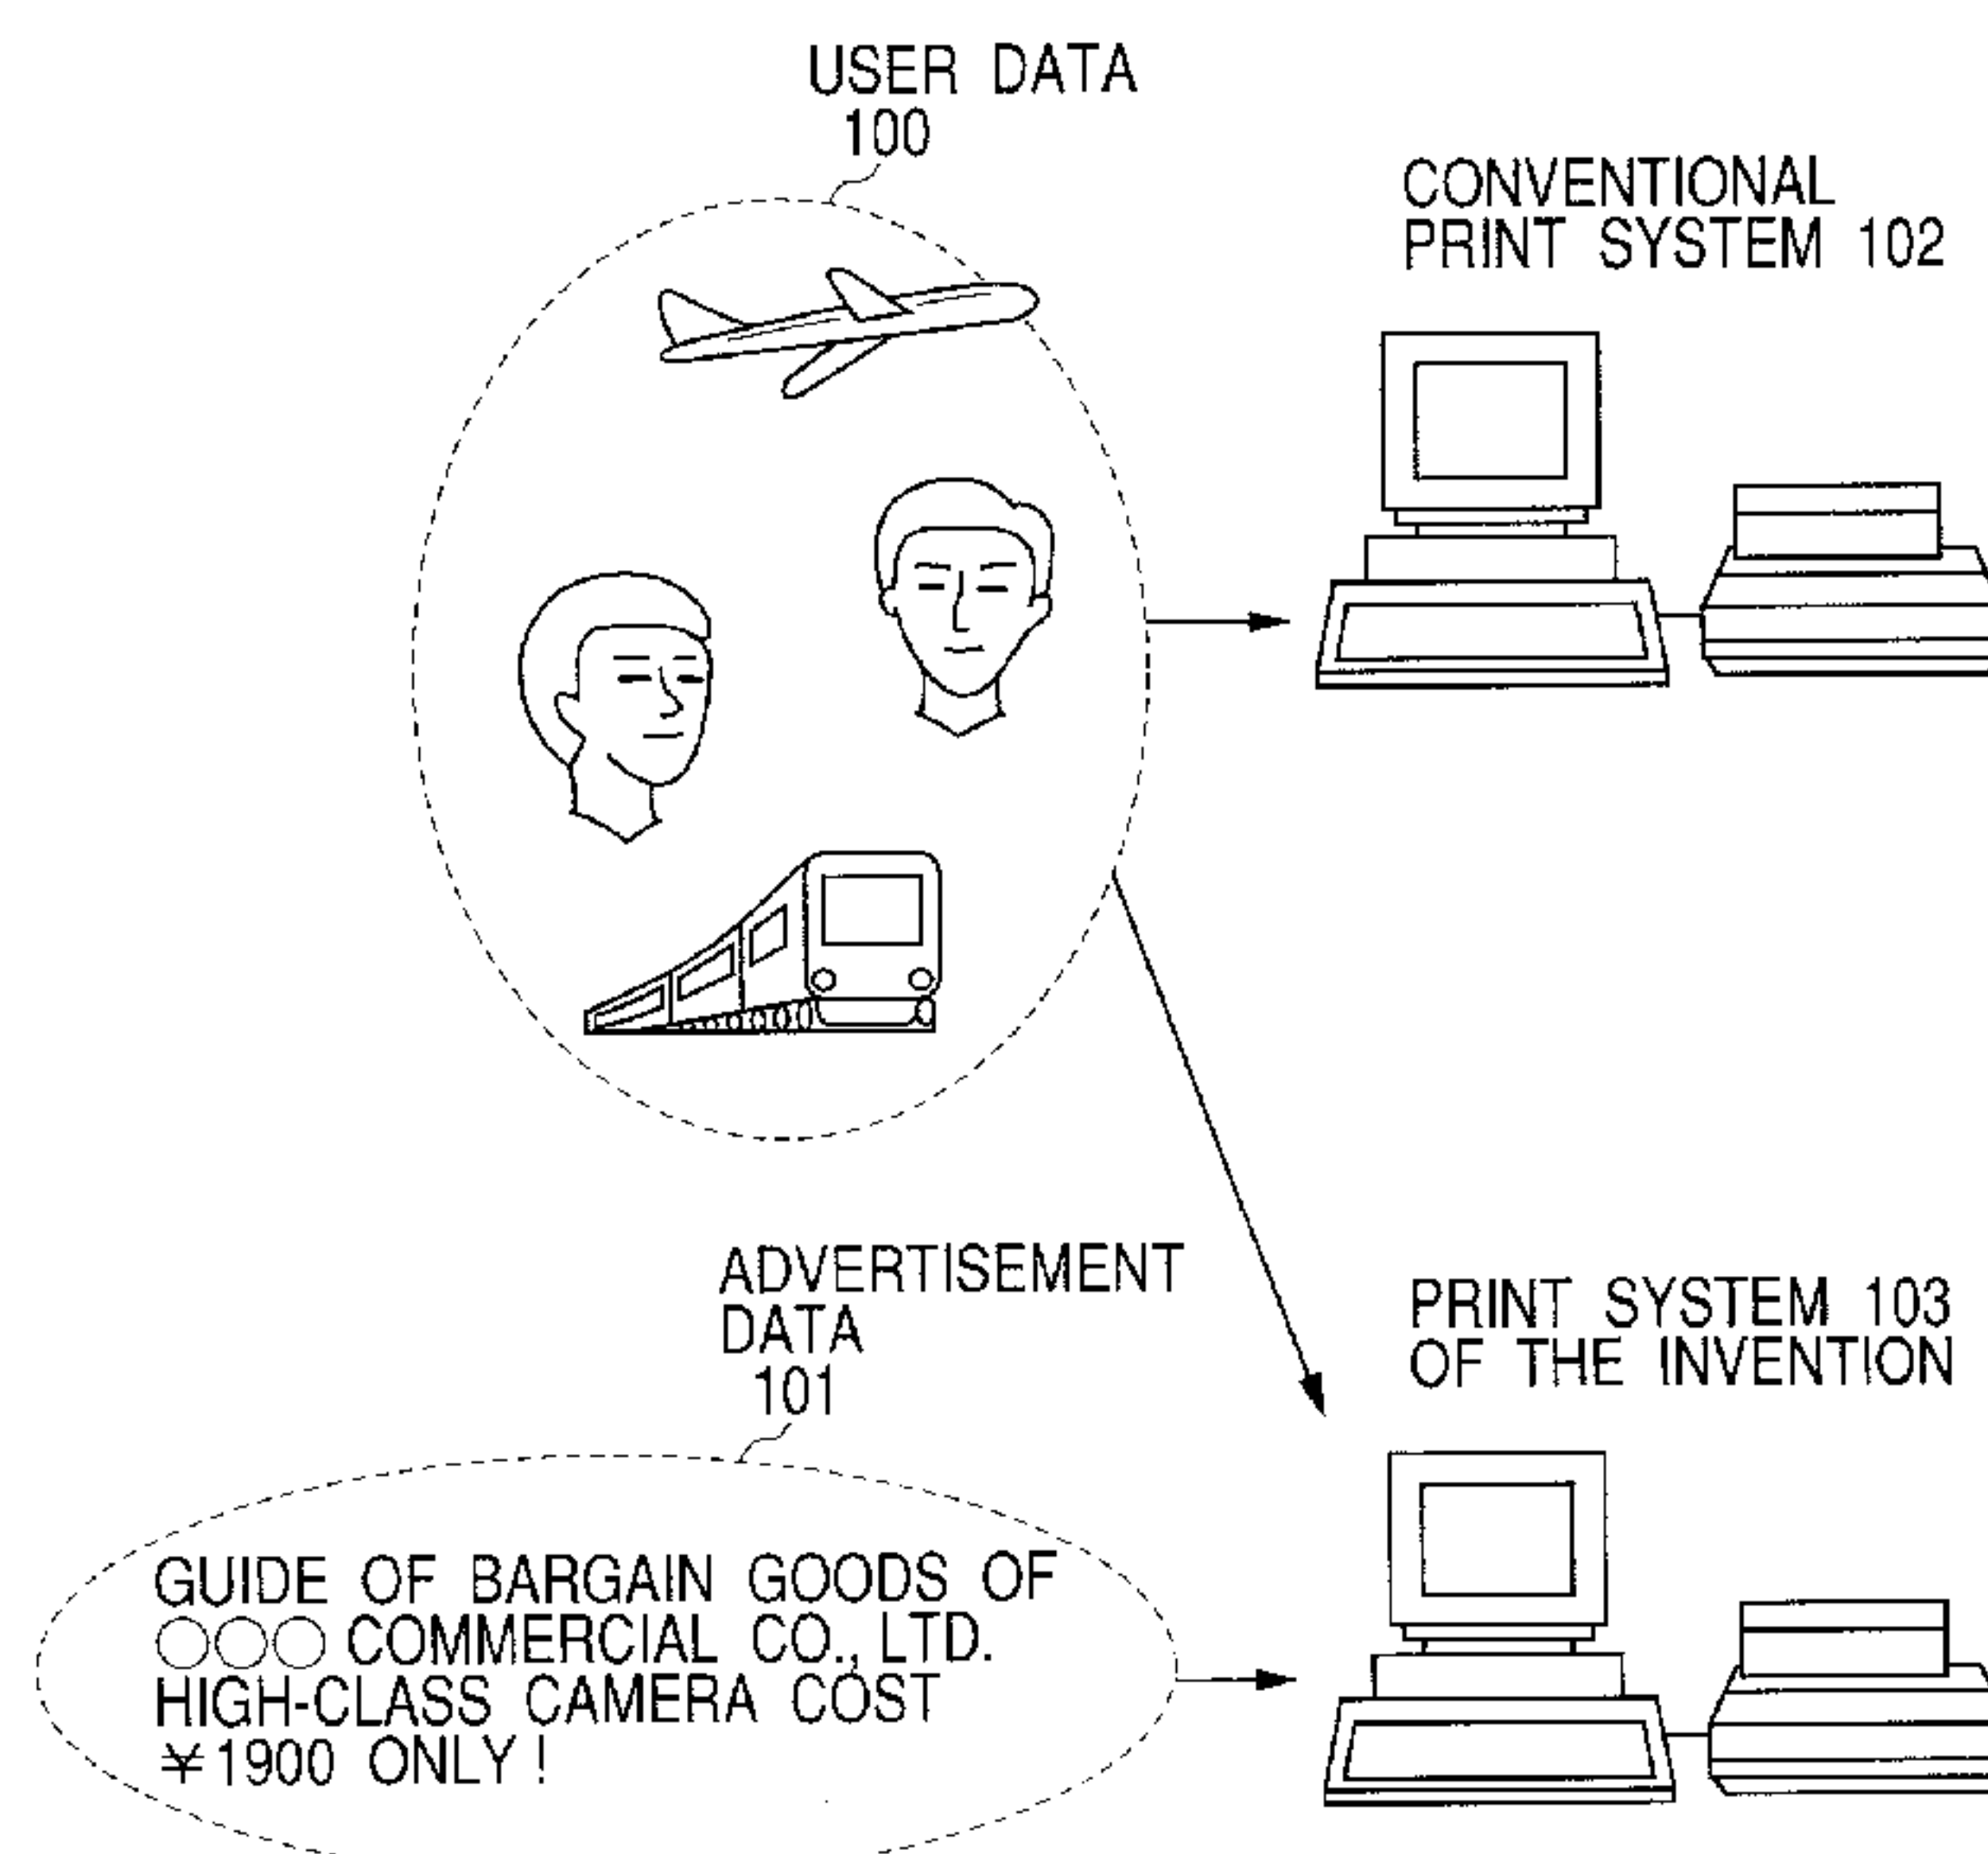 USER DATA
100
CONVENTIONAL
PRINT SYSTEM 102
ADVERTISEMENT
DATA
101
PRINT SYSTEM 103
OF THE INVENTION
GUIDE OF BARGAIN GOODS OF
○○○ COMMERCIAL CO., LTD.
HIGH-CLASS CAMERA COST
¥1900 ONLY!